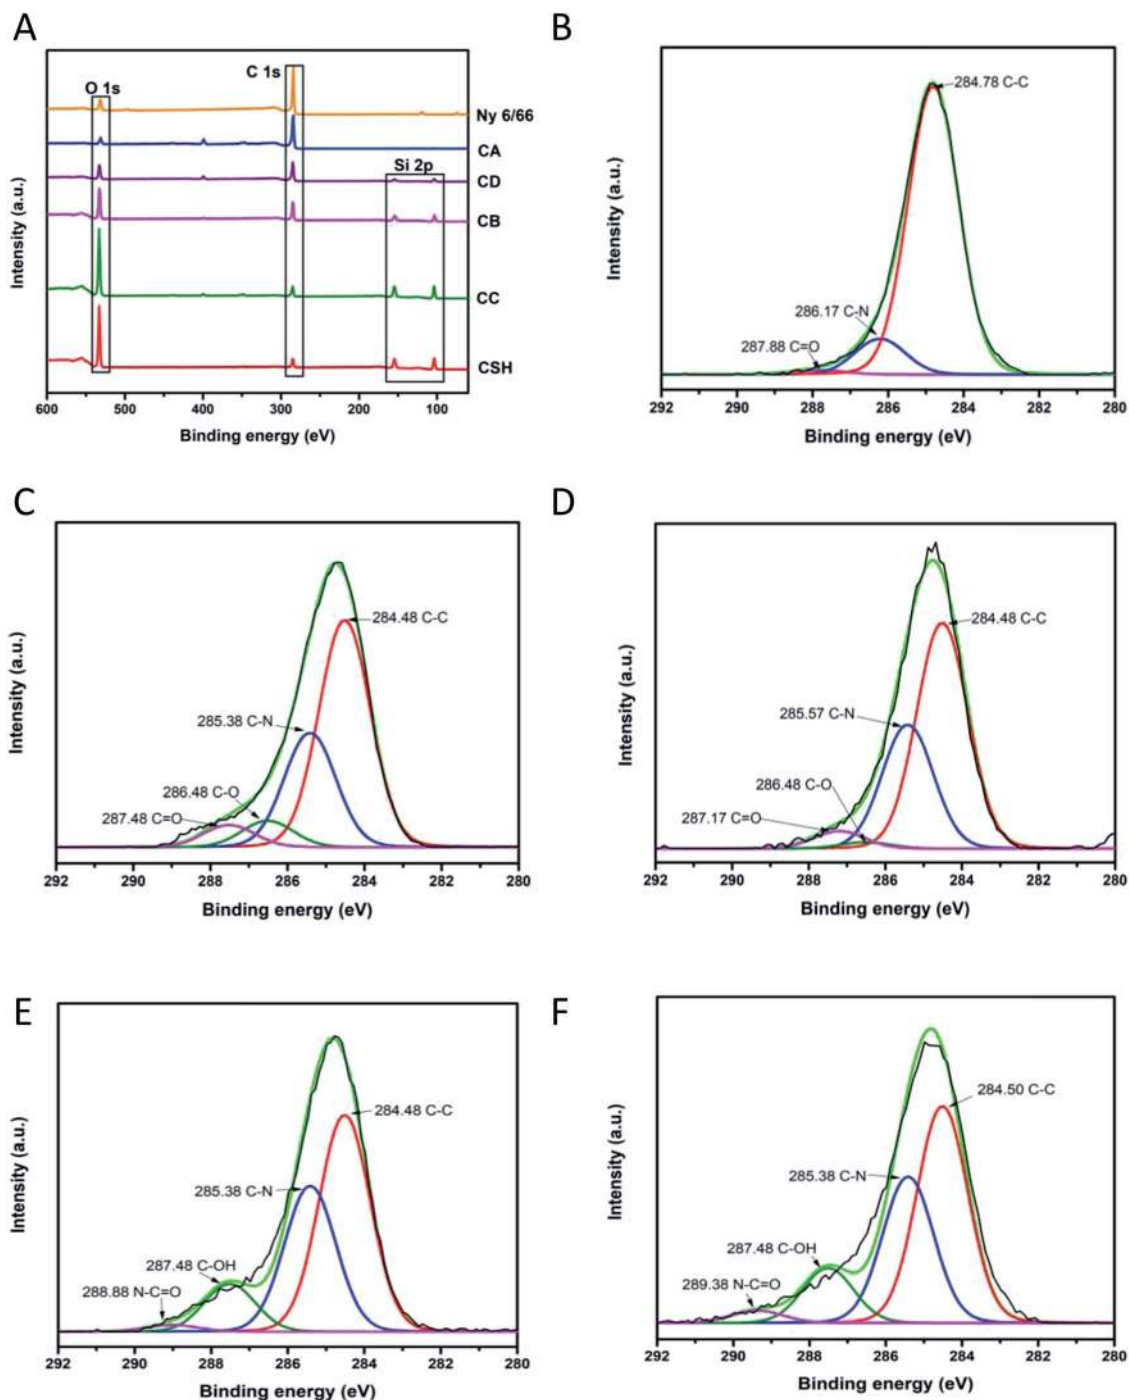 A
O 1s
C 1s
Si 2p
Ny 6/66
CA
CD
CB
CC
CSH
Intensity (a.u.)
600 500 400 300 200 100
Binding energy (eV)
B
284.78 C-C
286.17 C-N
287.88 C=O
Intensity (a.u.)
292 290 288 286 284 282 280
Binding energy (eV)
C
284.48 C-C
285.38 C-N
286.48 C-O
287.48 C=O
Intensity (a.u.)
292 290 288 286 284 282 280
Binding energy (eV)
D
284.48 C-C
285.57 C-N
286.48 C-O
287.17 C=O
Intensity (a.u.)
292 290 288 286 284 282 280
Binding energy (eV)
E
284.48 C-C
285.38 C-N
287.48 C-OH
288.88 N-C=O
Intensity (a.u.)
292 290 288 286 284 282 280
Binding energy (eV)
F
284.50 C-C
285.38 C-N
287.48 C-OH
289.38 N-C=O
Intensity (a.u.)
292 290 288 286 284 282 280
Binding energy (eV)